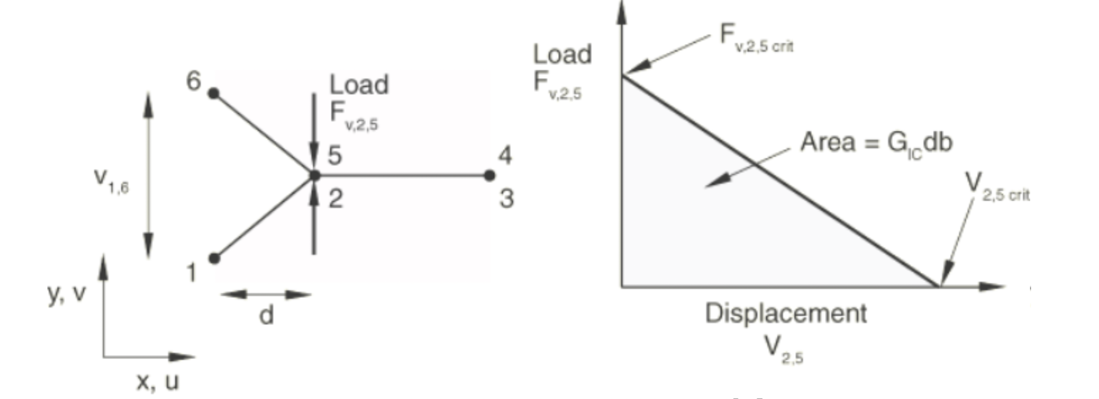 6
Load
F v,2,5
5
4
v 1,6
2
3
1
y, v
d
x, u
Load
F v,2,5
F v,2,5 crit
Area = G IC db
V 2,5 crit
Displacement
V 2,5